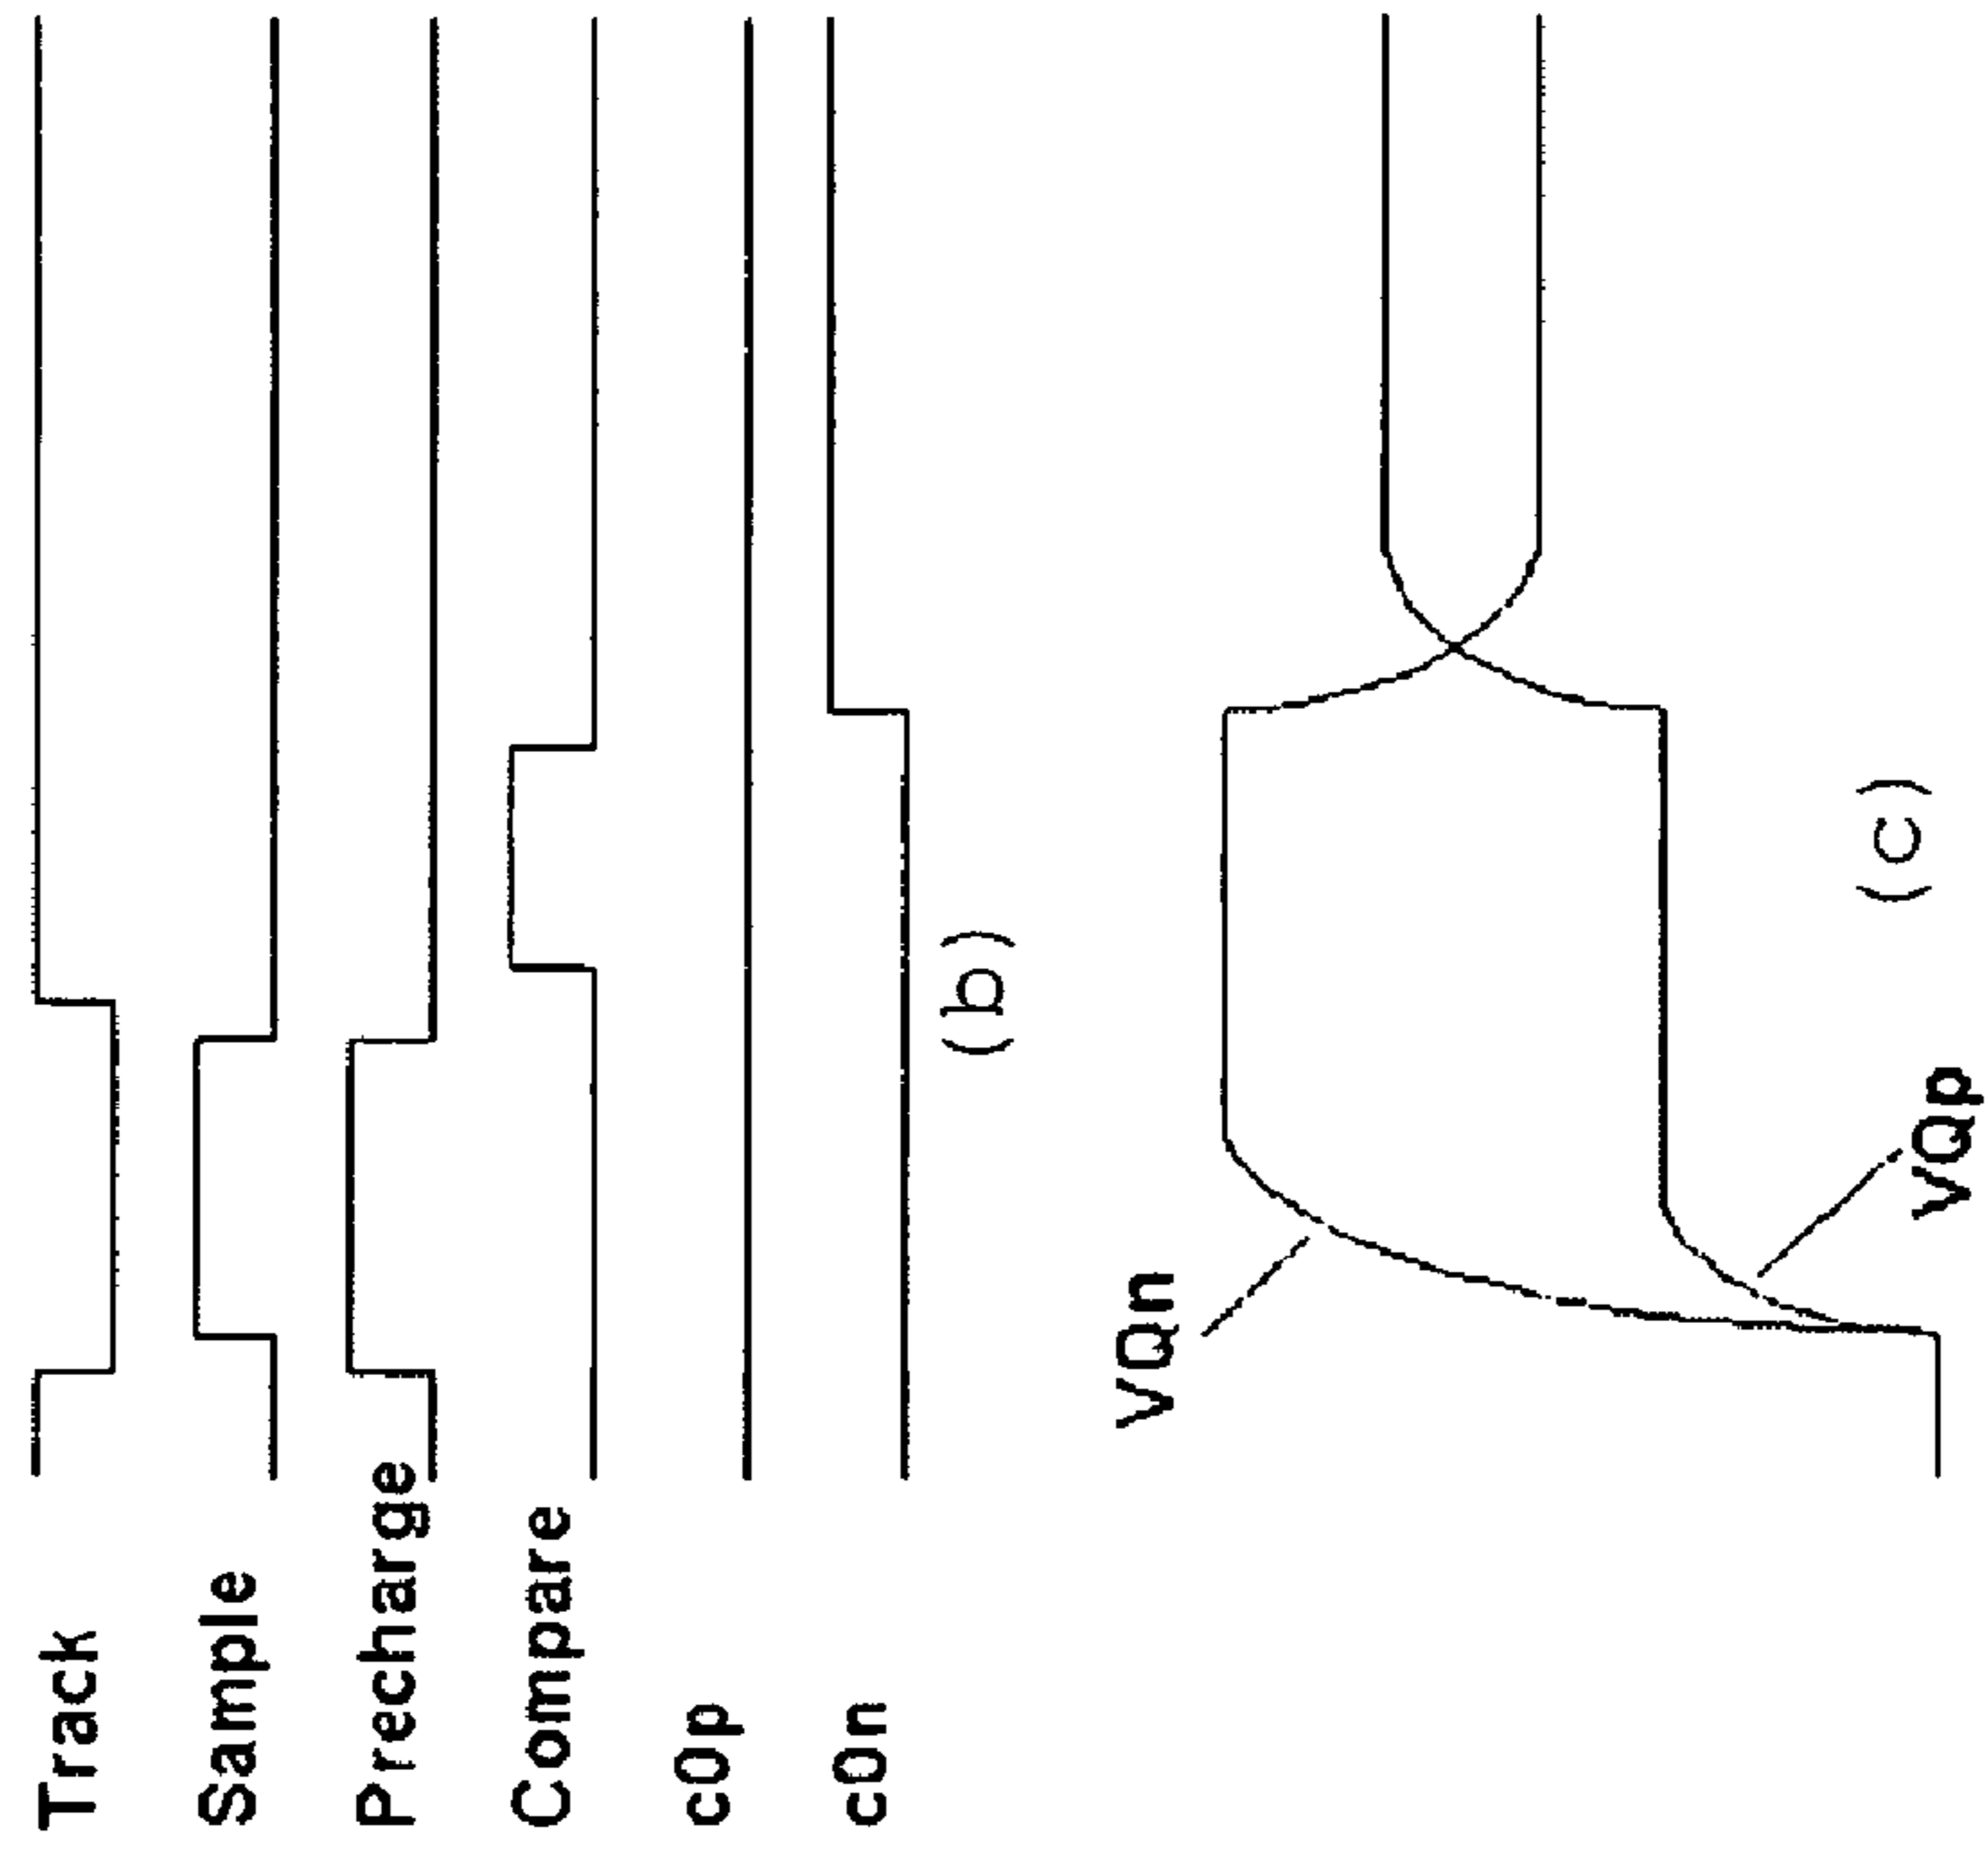 Track
Sample
Precharge
Compare
c0p
c0n
(b)
VQn
VQp
(c)